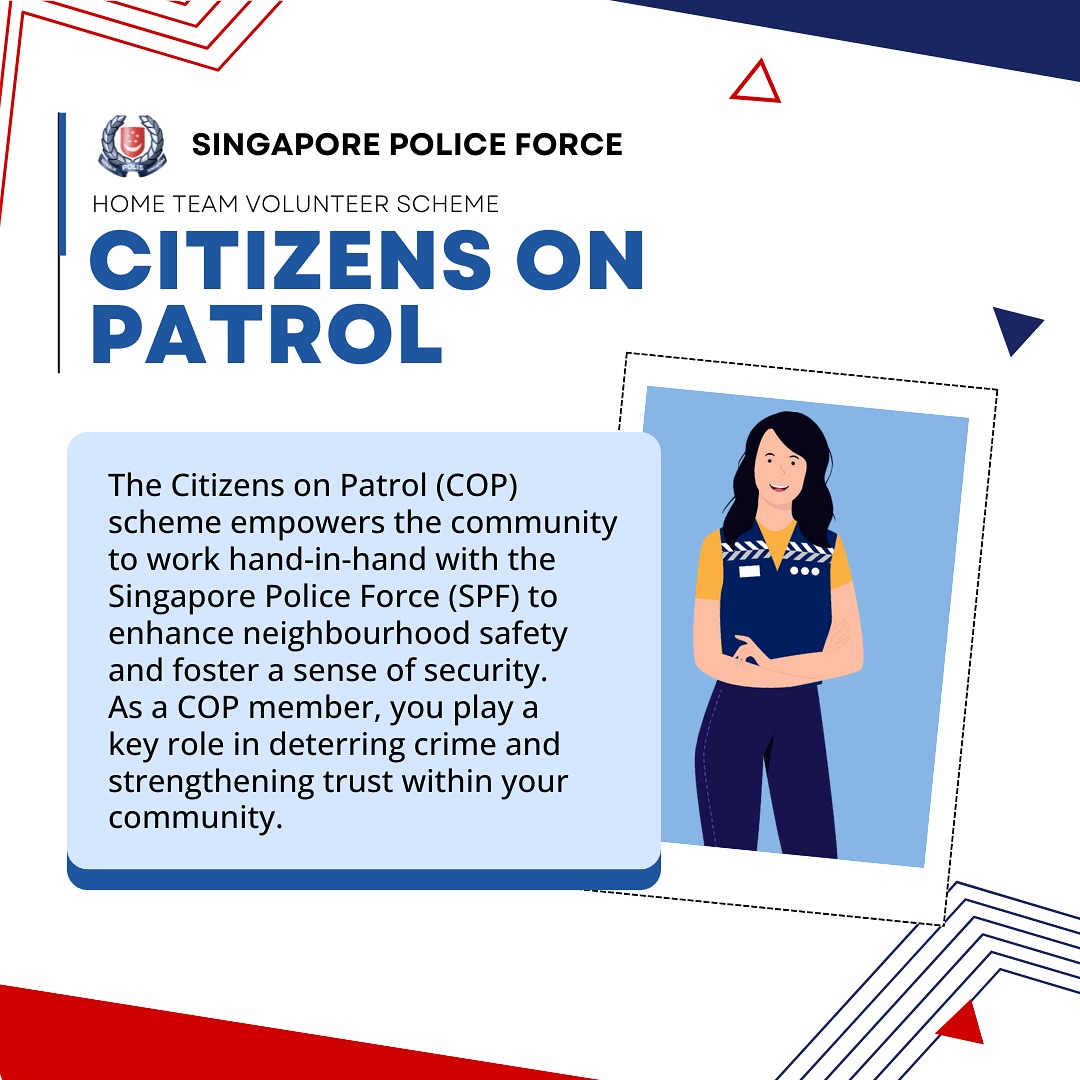 POLIS
SINGAPORE POLICE FORCE
HOME TEAM VOLUNTEER SCHEME
CITIZENS ON
PATROL
The Citizens on Patrol (COP)
scheme empowers the community
to work hand-in-hand with the
Singapore Police Force (SPF) to
enhance neighbourhood safety
and foster a sense of security.
As a COP member, you play a
key role in deterring crime and
strengthening trust within your
community.